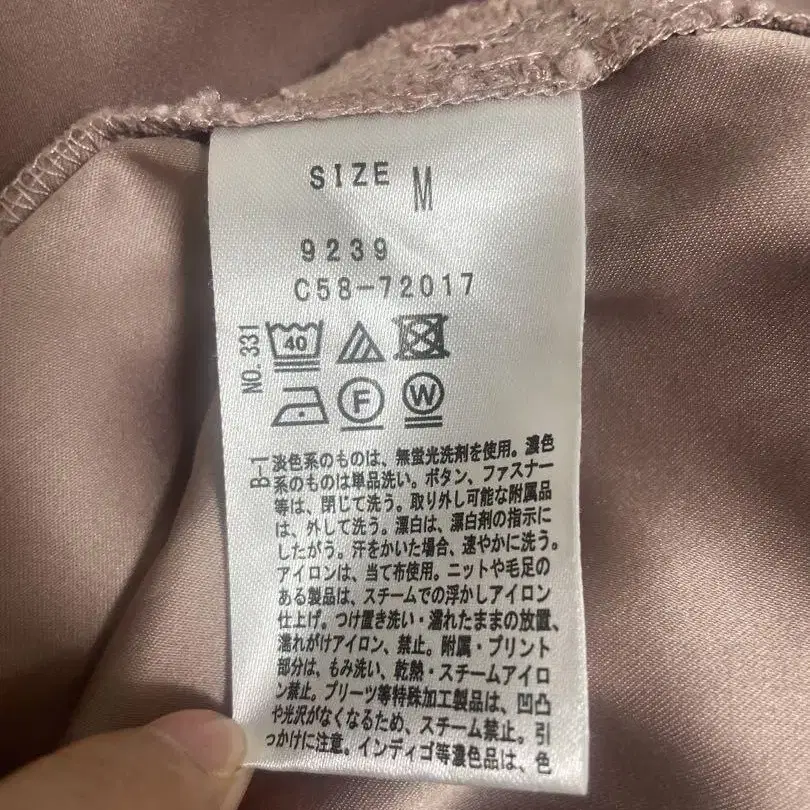 SIZE M
9239
C58-72017
NO. 331
40
F W
B-1
淡色系のものは、無蛍光洗剤を使用。濃色
系のものは単品洗い。ボタン、ファスナー
等は、閉じて洗う。取り外し可能な附属品
は、外して洗う。漂白は、漂白剤の指示に
したがう。汗をかいた場合、速やかに洗う。
アイロンは、当て布使用。ニットや毛足の
ある製品は、スチームでの浮かしアイロン
仕上げ。つけ置き洗い・濡れたままの放置、
濡れがけアイロン、禁止。附属・プリント
部分は、もみ洗い、乾熱・スチームアイロ
ン禁止。プリーツ等特殊加工製品は、凹凸
や光沢がなくなるため、スチーム禁止。引
っかけに注意。インディゴ等濃色品は、色